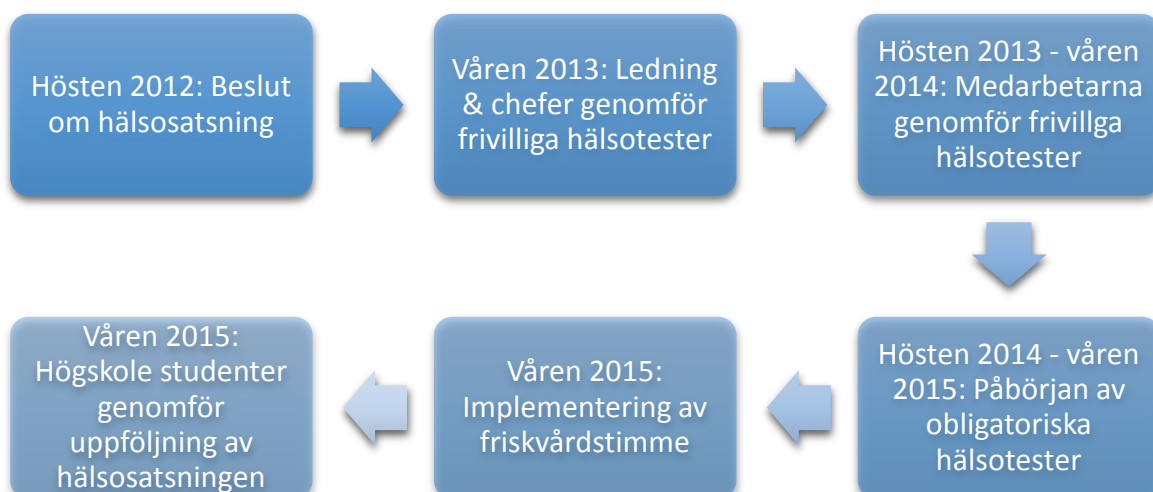 Hösten 2012: Beslut
om hälsosatsning
Våren 2013: Ledning
& chefer genomför
frivilliga hälsotester
Hösten 2013 - våren
2014: Medarbetarna
genomför frivillga
hälsotester
Hösten 2014 - våren
2015: Påbörjan av
obligatoriska
hälsotester
Våren 2015:
Implementering av
friskvårdstimme
Våren 2015:
Högskole studenter
genomför
uppföljning av
hälsosatsningen